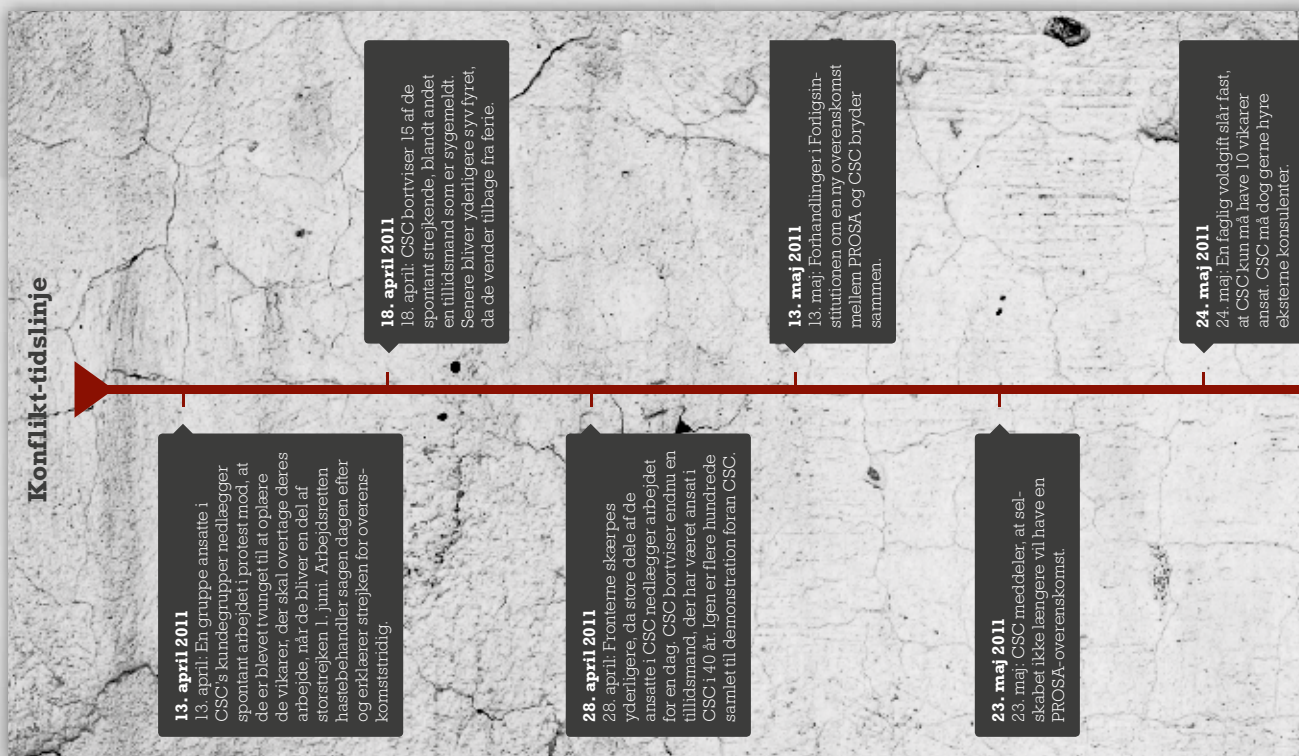 Konflikt-tidslinje
13. april 2011
13. april: En gruppe ansatte i
CSC's kundegrupper nedlægger
spontant arbejdet i protest mod, at
de er blevet tvunget til at oplære
de vikarer, der skal overtage deres
arbejde, når de bliver en del af
storstrejken 1. juni. Arbejdsretten
hastebehandler sagen dagen efter
og erklærer strejken for overens-
komststridig.
18. april 2011
18. april: CSC bortviser 15 af de
spontant strejkende, blandt andet
en tillidsmand som er sygemeldt.
Senere bliver yderligere syv fyret,
da de vender tilbage fra ferie.
28. april 2011
28. april: Fronterne skærpes
yderligere, da store dele af de
ansatte i CSC nedlægger arbejdet
for en dag. CSC bortviser endnu en
tillidsmand, der har været ansat i
CSC i 40 år. Igen er flere hundrede
samlet til demonstration foran CSC.
13. maj 2011
13. maj: Forhandlinger i Forligsin-
stitutionen om en ny overenskomst
mellem PROSA og CSC bryder
sammen.
23. maj 2011
23. maj: CSC meddeler, at sel-
skabet ikke længere vil have en
PROSA-overenskomst.
24. maj 2011
24. maj: En faglig voldgift slår fast,
at CSC kun må have 10 vikarer
ansat. CSC må dog gerne hyre
eksterne konsulenter.